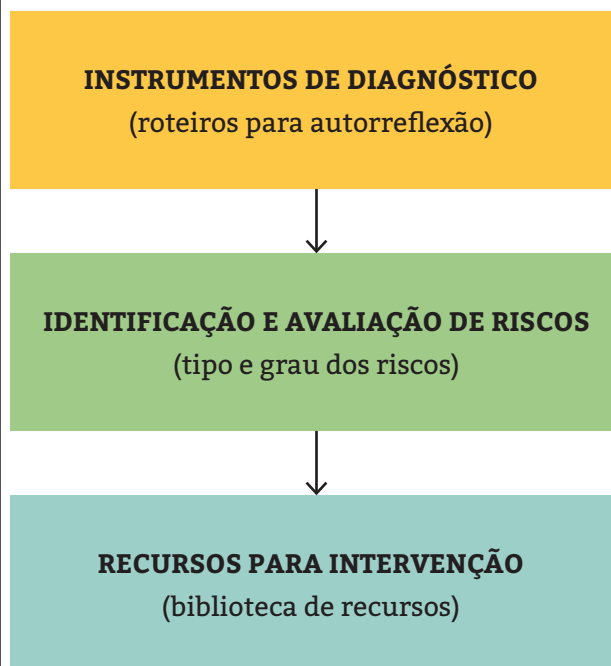 INSTRUMENTOS DE DIAGNÓSTICO
(roteiros para autorreflexão)
IDENTIFICAÇÃO E AVALIAÇÃO DE RISCOS
(tipo e grau dos riscos)
RECURSOS PARA INTERVENÇÃO
(biblioteca de recursos)